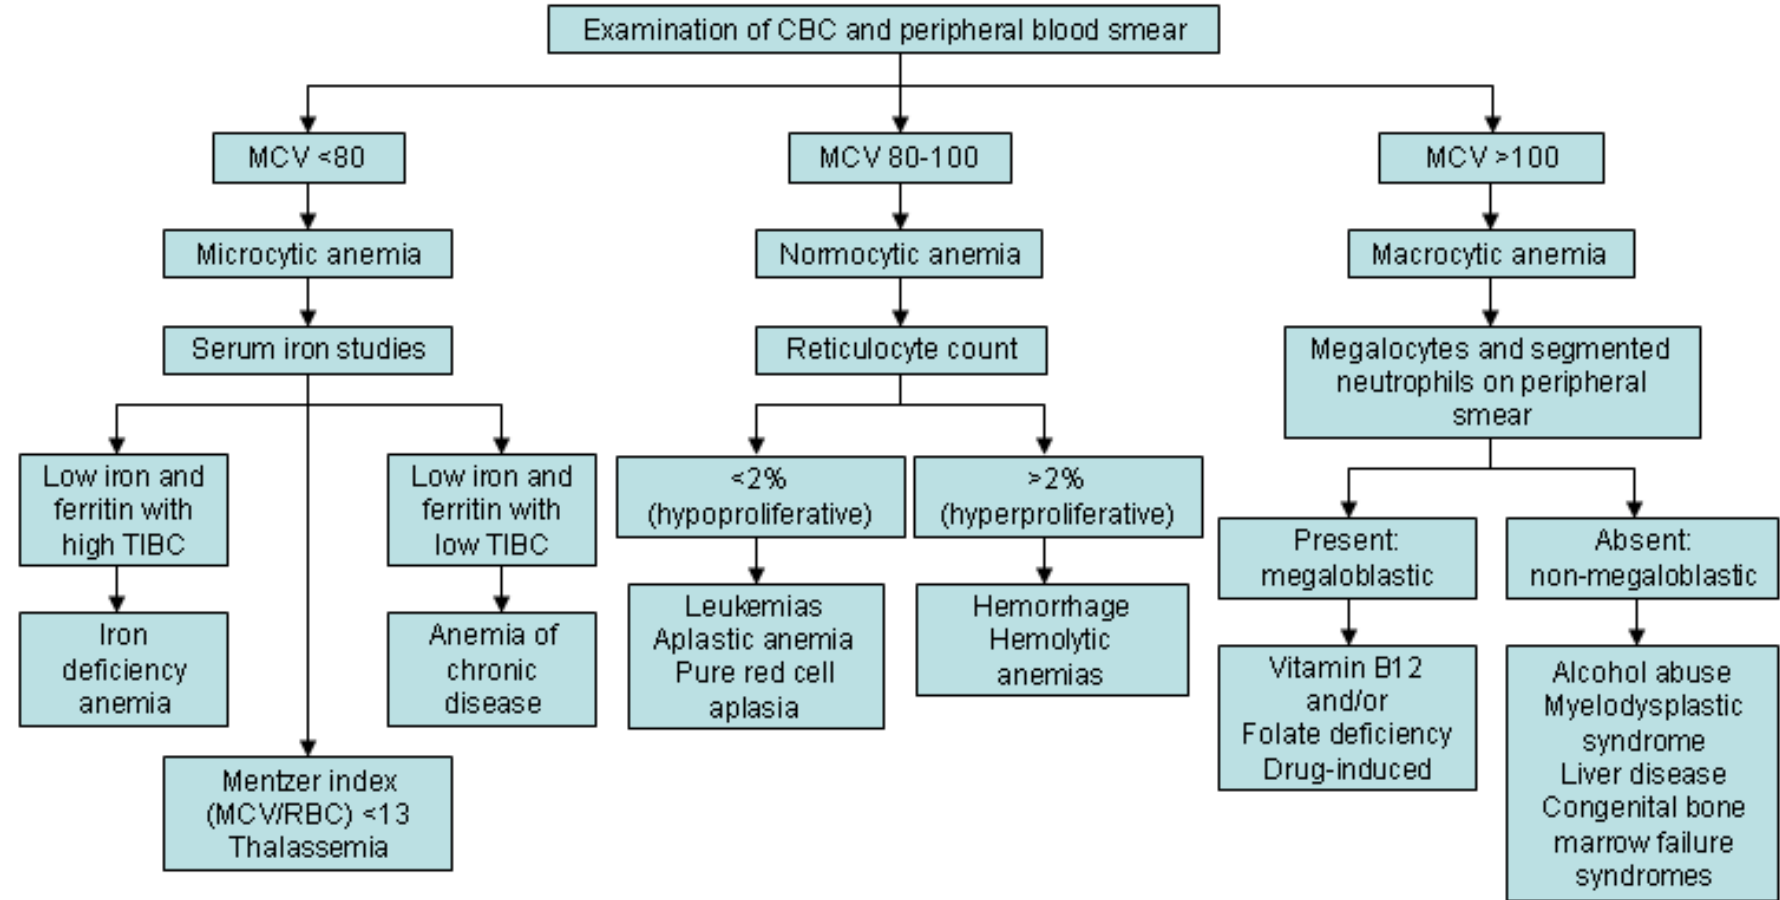 Examination of CBC and peripheral blood smear
MCV <80
MCV 80-100
MCV >100
Microcytic anemia
Normocytic anemia
Macrocytic anemia
Serum iron studies
Reticulocyte count
Megalocytes and segmented
neutrophils on peripheral
smear
Low iron and
ferritin with
high TIBC
Low iron and
ferritin with
low TIBC
<2%
(hypoproliferative)
>2%
(hyperproliferative)
Present:
megaloblastic
Absent:
non-megaloblastic
Iron
deficiency
anemia
Anemia of
chronic
disease
Leukemias
Aplastic anemia
Pure red cell
aplasia
Hemorrhage
Hemolytic
anemias
Vitamin B12
and/or
Folate deficiency
Drug-induced
Alcohol abuse
Myelodysplastic
syndrome
Liver disease
Congenital bone
marrow failure
syndromes
Mentzer index
(MCV/RBC) <13
Thalassemia